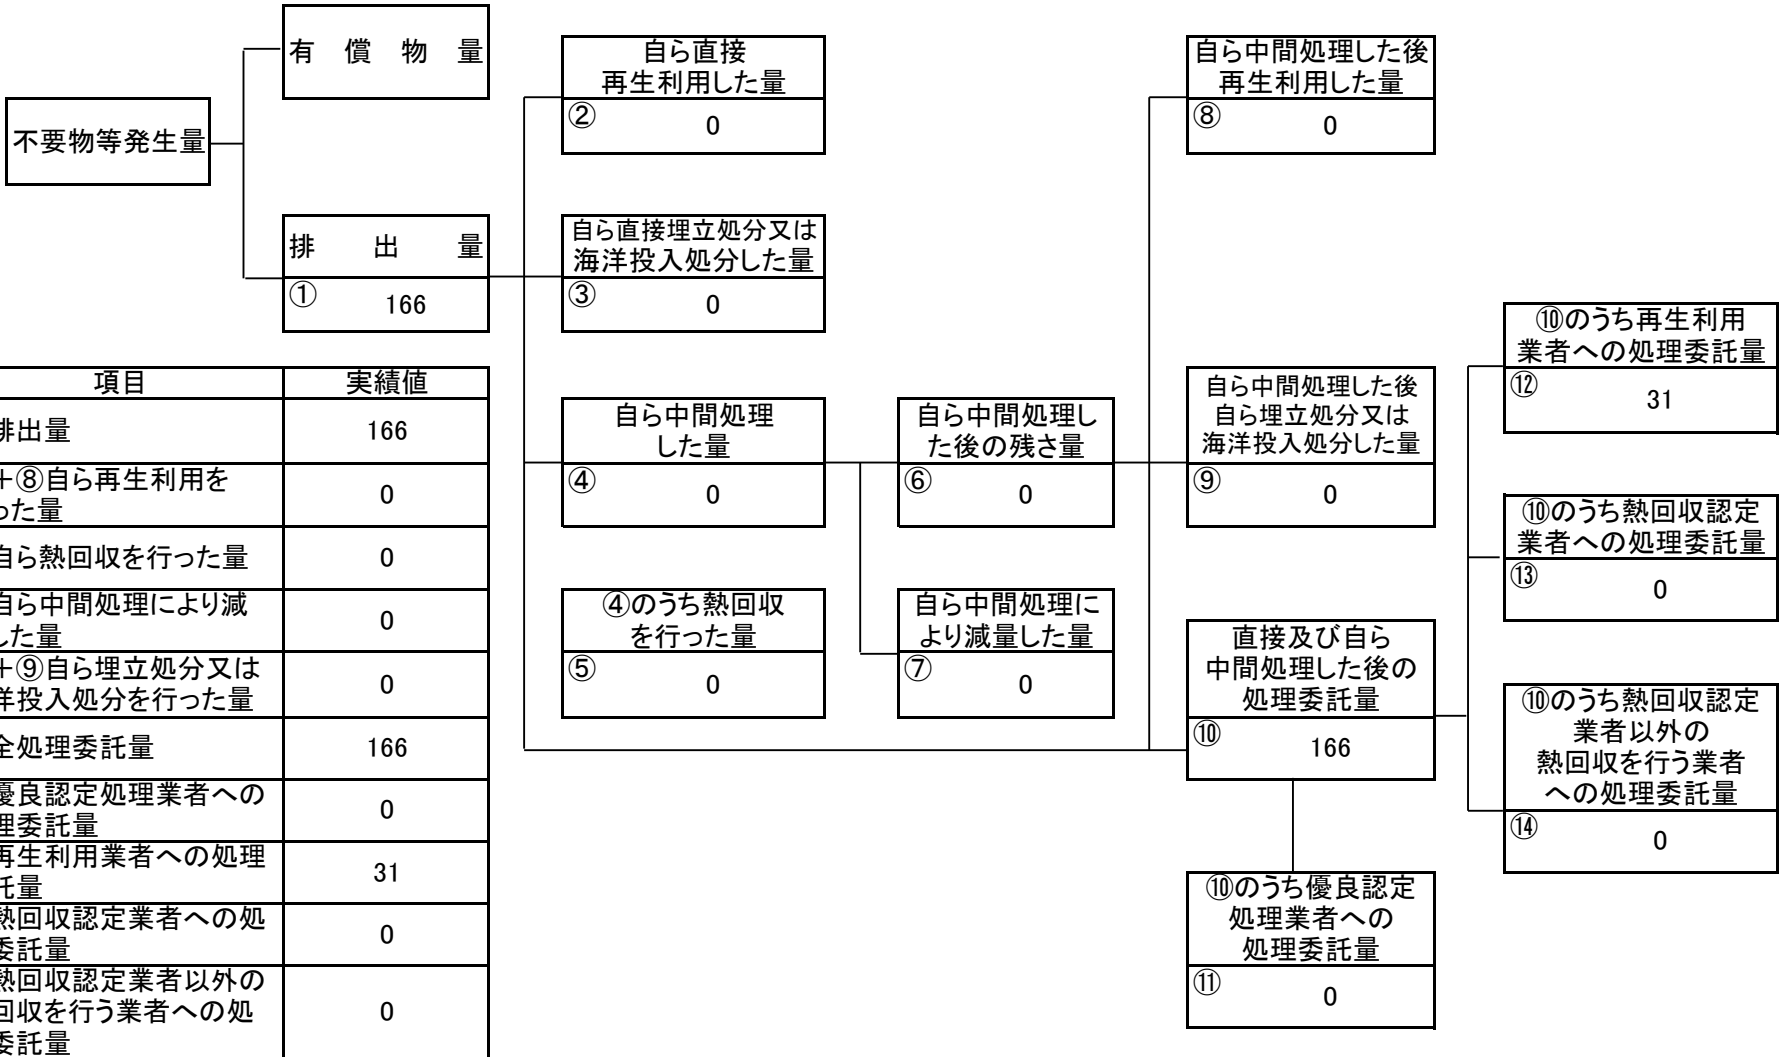 有償物量
不要物等発生量
排出量
① 166
自ら直接
再生利用した量
② 0
自ら直接埋立処分又は
海洋投入処分した量
③ 0
自ら中間処理
した量
④ 0
④のうち熱回収
を行った量
⑤ 0
自ら中間処理し
た後の残さ量
⑥ 0
自ら中間処理に
より減量した量
⑦ 0
自ら中間処理した後
再生利用した量
⑧ 0
自ら中間処理した後
自ら埋立処分又は
海洋投入処分した量
⑨ 0
直接及び自ら
中間処理した後の
処理委託量
⑩ 166
⑩のうち優良認定
処理業者への
処理委託量
⑪ 0
⑩のうち再生利用
業者への処理委託量
⑫ 31
⑩のうち熱回収認定
業者への処理委託量
⑬ 0
⑩のうち熱回収認定
業者以外の
熱回収を行う業者
への処理委託量
⑭ 0
項目 実績値
排出量 166
+⑧自ら再生利用を
った量 0
自ら熱回収を行った量 0
自ら中間処理により減
した量 0
+⑨自ら埋立処分又は
洋投入処分を行った量 0
全処理委託量 166
優良認定処理業者への
理委託量 0
再生利用業者への処理
託量 31
熱回収認定業者への処
委託量 0
熱回収認定業者以外の
回収を行う業者への処
委託量 0